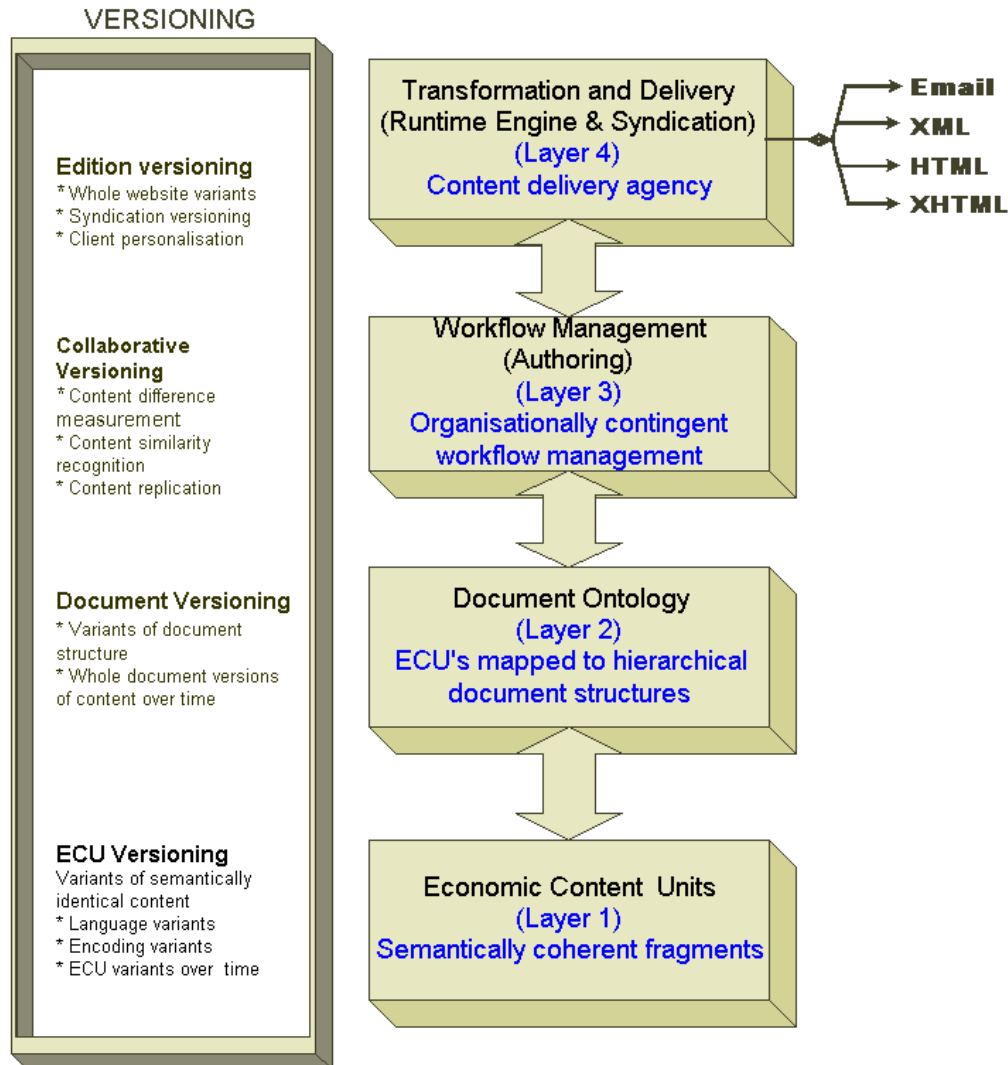 VERSIONING
Edition versioning
* Whole website variants
* Syndication versioning
* Client personalisation
Collaborative
Versioning
* Content difference
measurement
* Content similarity
recognition
* Content replication
Document Versioning
* Variants of document
structure
* Whole document versions
of content over time
ECU Versioning
Variants of semantically
identical content
* Language variants
* Encoding variants
* ECU variants over time
Transformation and Delivery
(Runtime Engine & Syndication)
(Layer 4)
Content delivery agency
Email
XML
HTML
XHTML
Workflow Management
(Authoring)
(Layer 3)
Organisationally contingent
workflow management
Document Ontology
(Layer 2)
ECU's mapped to hierarchical
document structures
Economic Content Units
(Layer 1)
Semantically coherent fragments